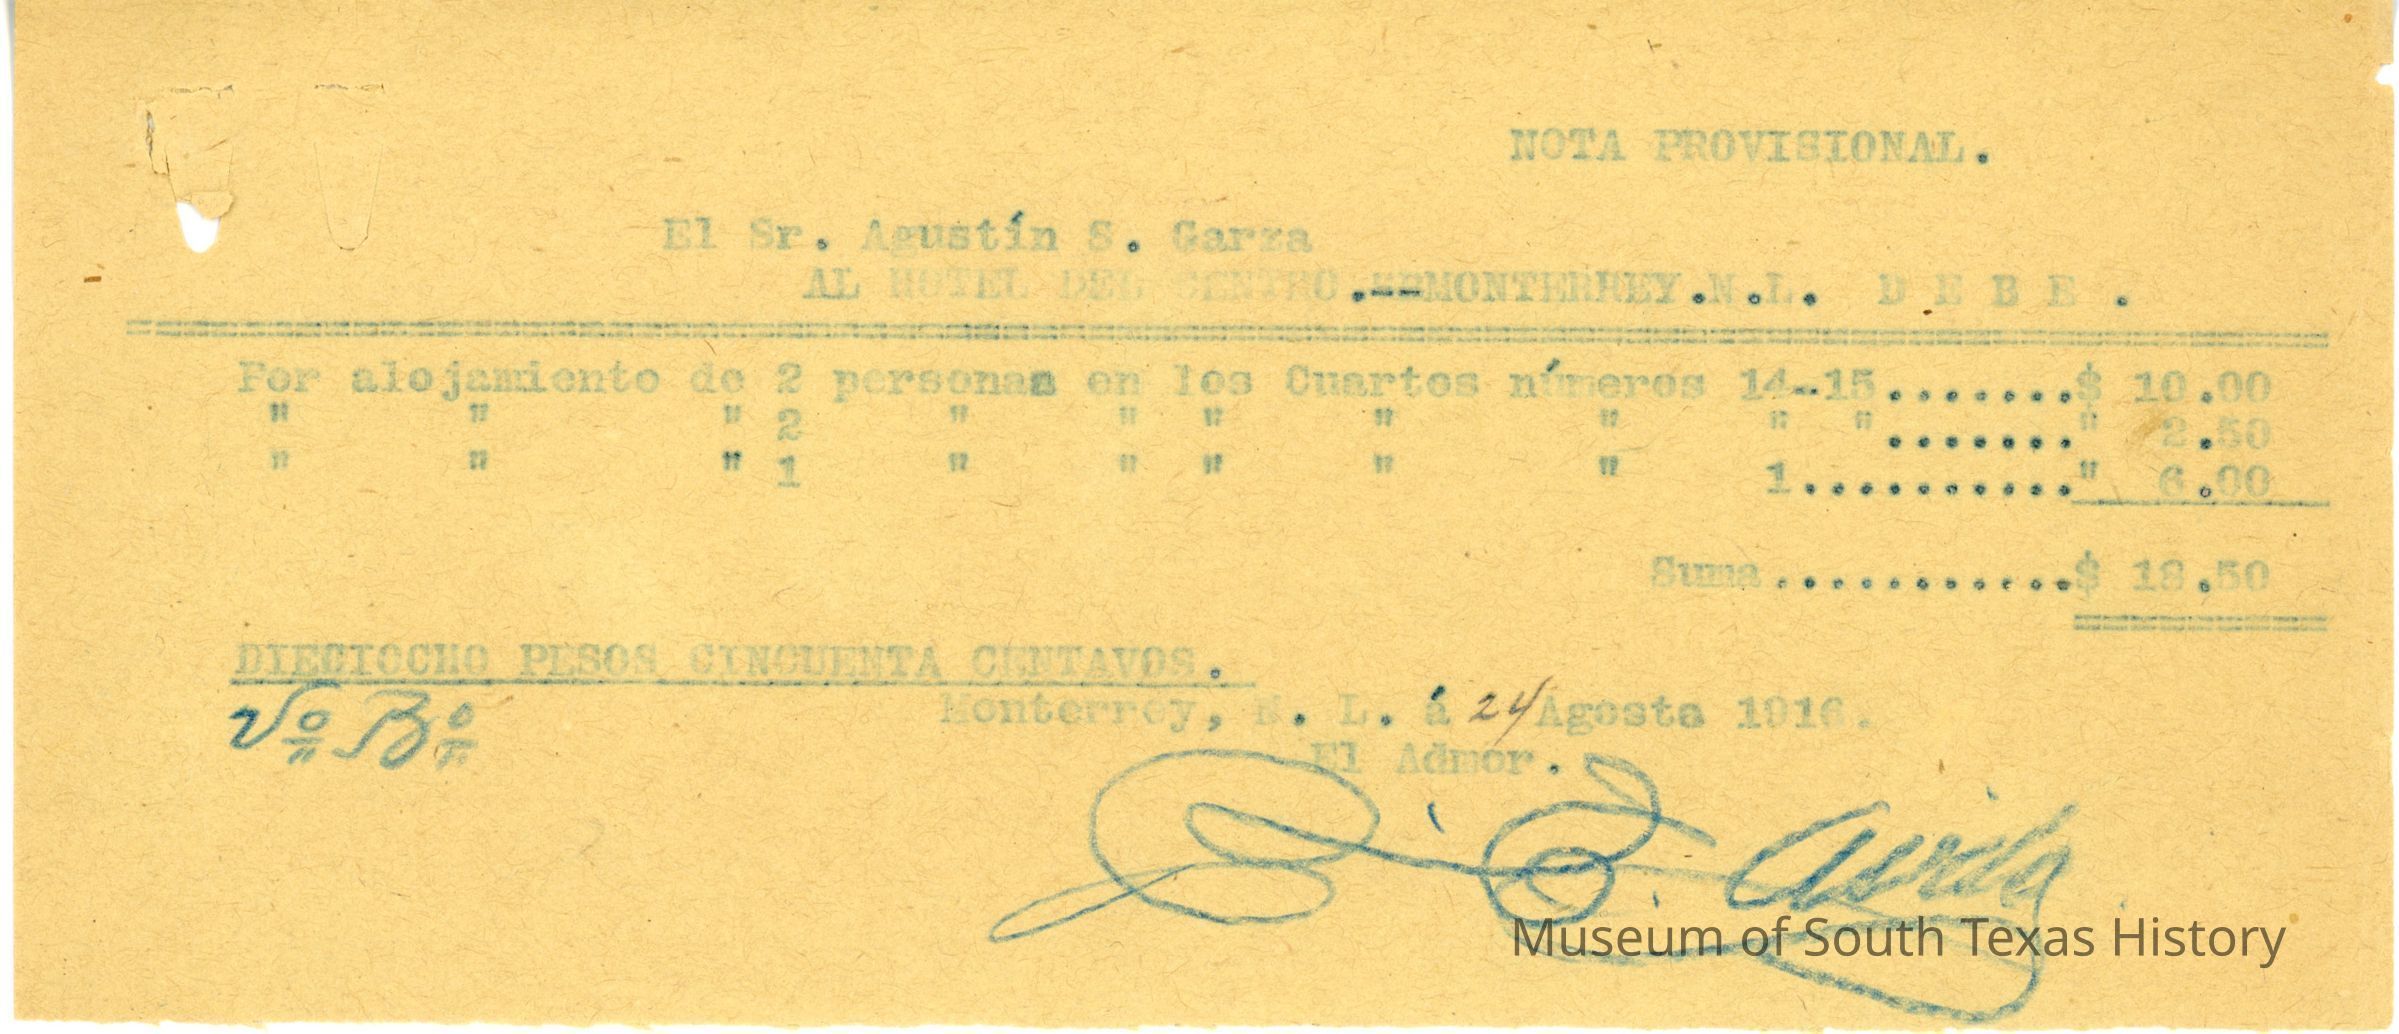 NOTA PROVISIONAL.
El Sr. Agustín S. Garza
AL HOTEL DEL CENTRO.--MONTERREY.N.L. D E B E .
Por alojamiento de 2 personas en los Cuartos números 14-15.......$ 10.00
" " " 2 " " " " " " " ......." 2.50
" " " 1 " " " " " 1..........." 6.00
Suma...........$ 18.50
DIECIOCHO PESOS CINCUENTA CENTAVOS.
Monterrey, N. L. á 24 Agosto 1916.
Vo Bo
El Admor.
Museum of South Texas History